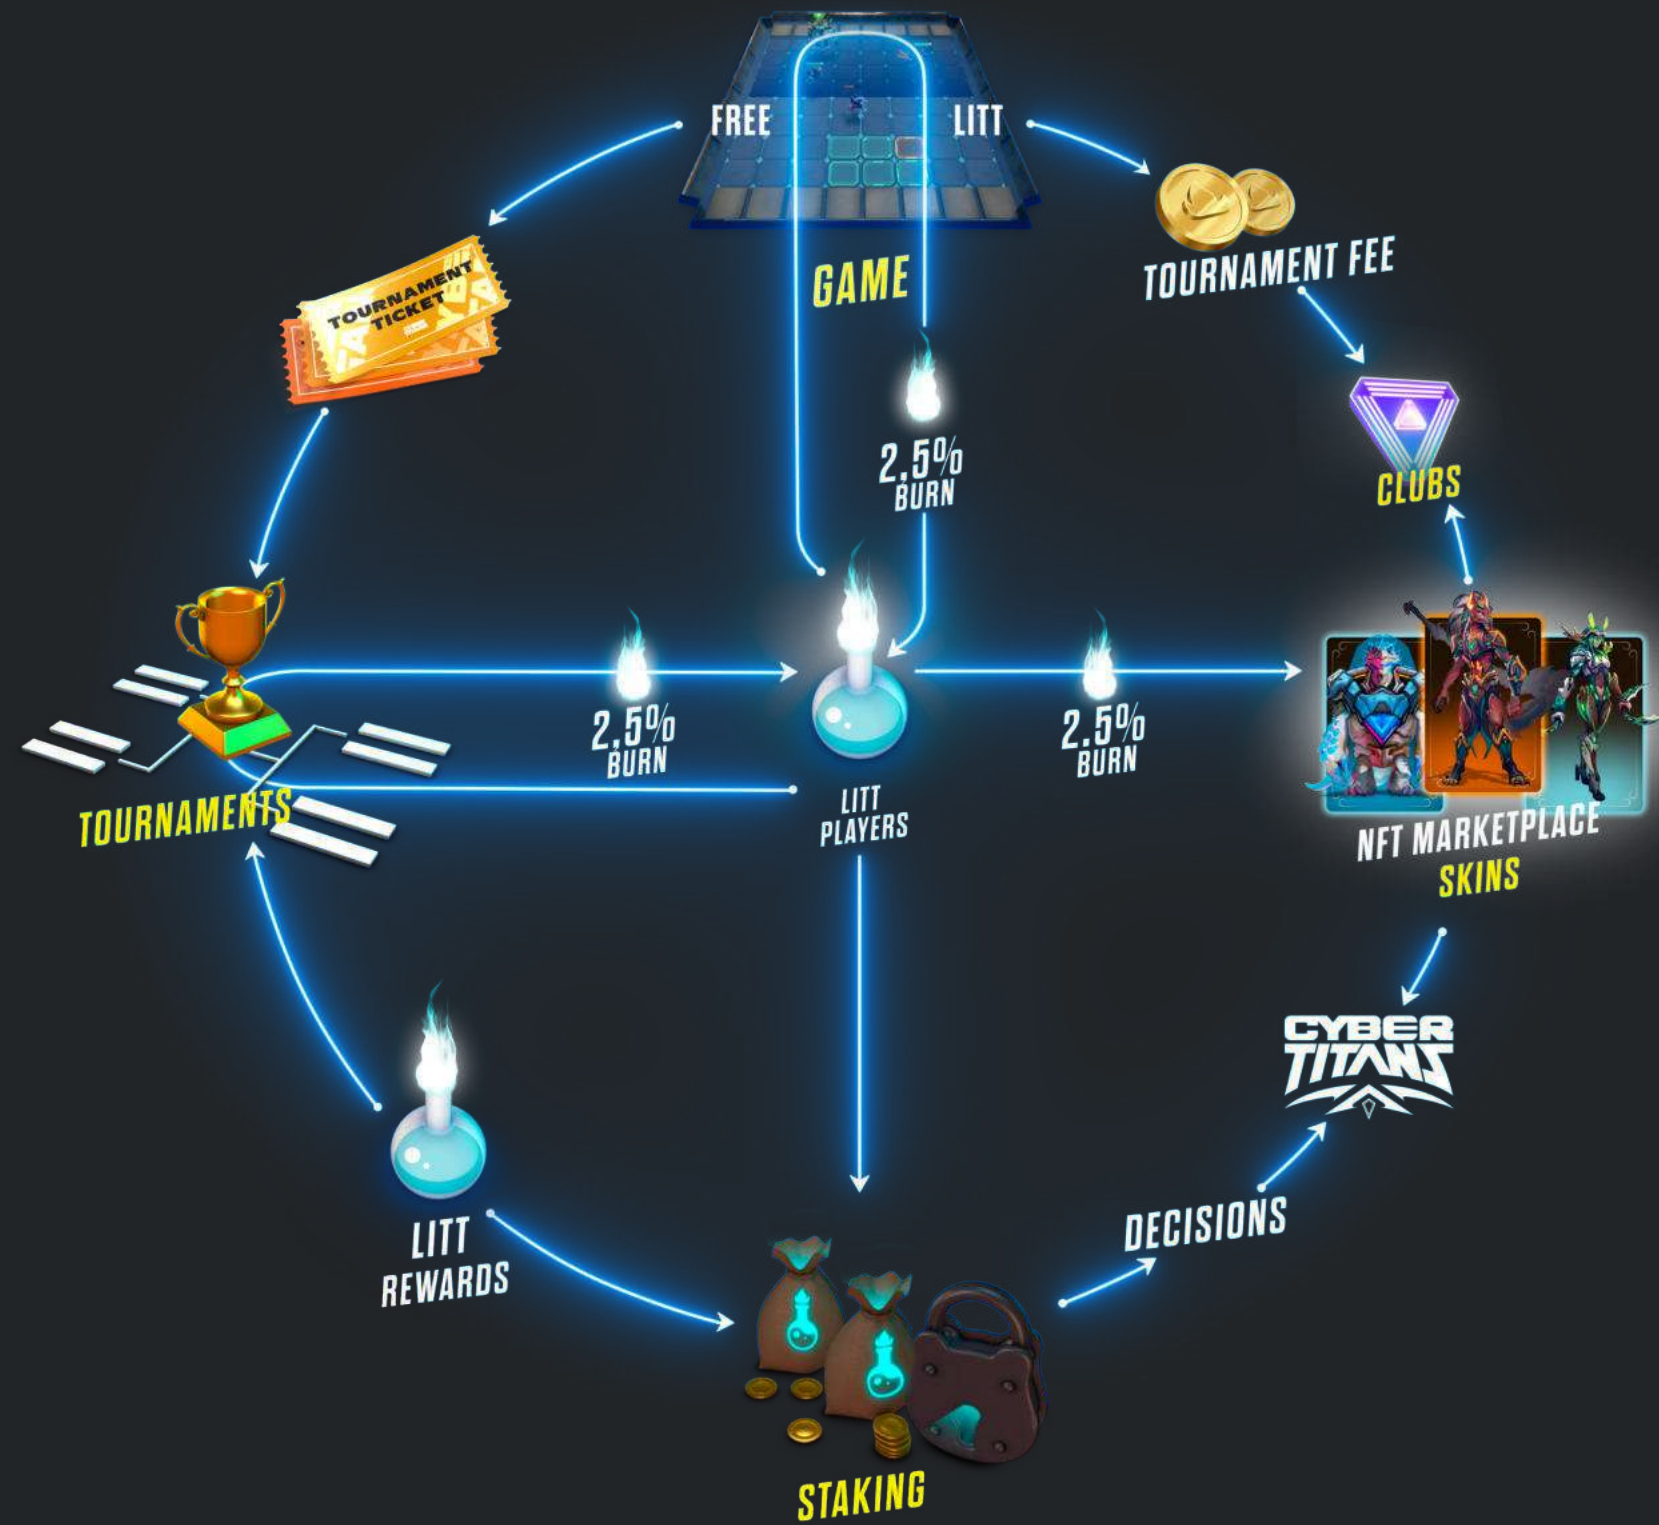 FREE
LITT
GAME
TOURNAMENT FEE
TOURNAMENT
TICKET
CLUBS
2.5%
BURN
2.5%
BURN
2.5%
BURN
TOURNAMENTS
LITT
PLAYERS
NFT MARKETPLACE
SKINS
CYBER
TITANS
LITT
REWARDS
DECISIONS
STAKING